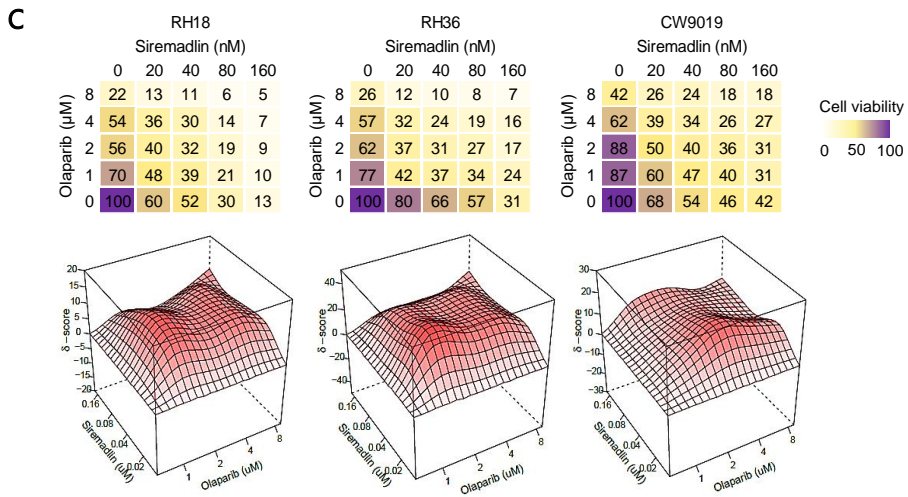 C
RH18 RH36 CW9019
Siremadlin (nM) Siremadlin (nM) Siremadlin (nM)
0 20 40 80 160 0 20 40 80 160 0 20 40 80 160
8 22 13 11 6 5 8 26 12 10 8 7 8 42 26 24 18 18
4 54 36 30 14 7 4 57 32 24 19 16 4 62 39 34 26 27
2 56 40 32 19 9 2 62 37 31 27 17 2 88 50 40 36 31
1 70 48 39 21 10 1 77 42 37 34 24 1 87 60 47 40 31
0 100 60 52 30 13 0 100 80 66 57 31 0 100 68 54 46 42
Olaparib (μM) Olaparib (μM) Olaparib (μM)
Cell viability
0 50 100
20
15
10
5
0
−5
−10
−15
−20
δ−score
0.16
0.08
0.04
0.02
Siremadlin (uM)
1 2 4 8
Olaparib (uM)
40
20
0
−20
−40
δ−score
0.16
0.08
0.04
0.02
Siremadlin (uM)
1 2 4 8
Olaparib (uM)
30
20
10
0
−10
−20
−30
δ−score
0.16
0.08
0.04
0.02
Siremadlin (uM)
1 2 4 8
Olaparib (uM)